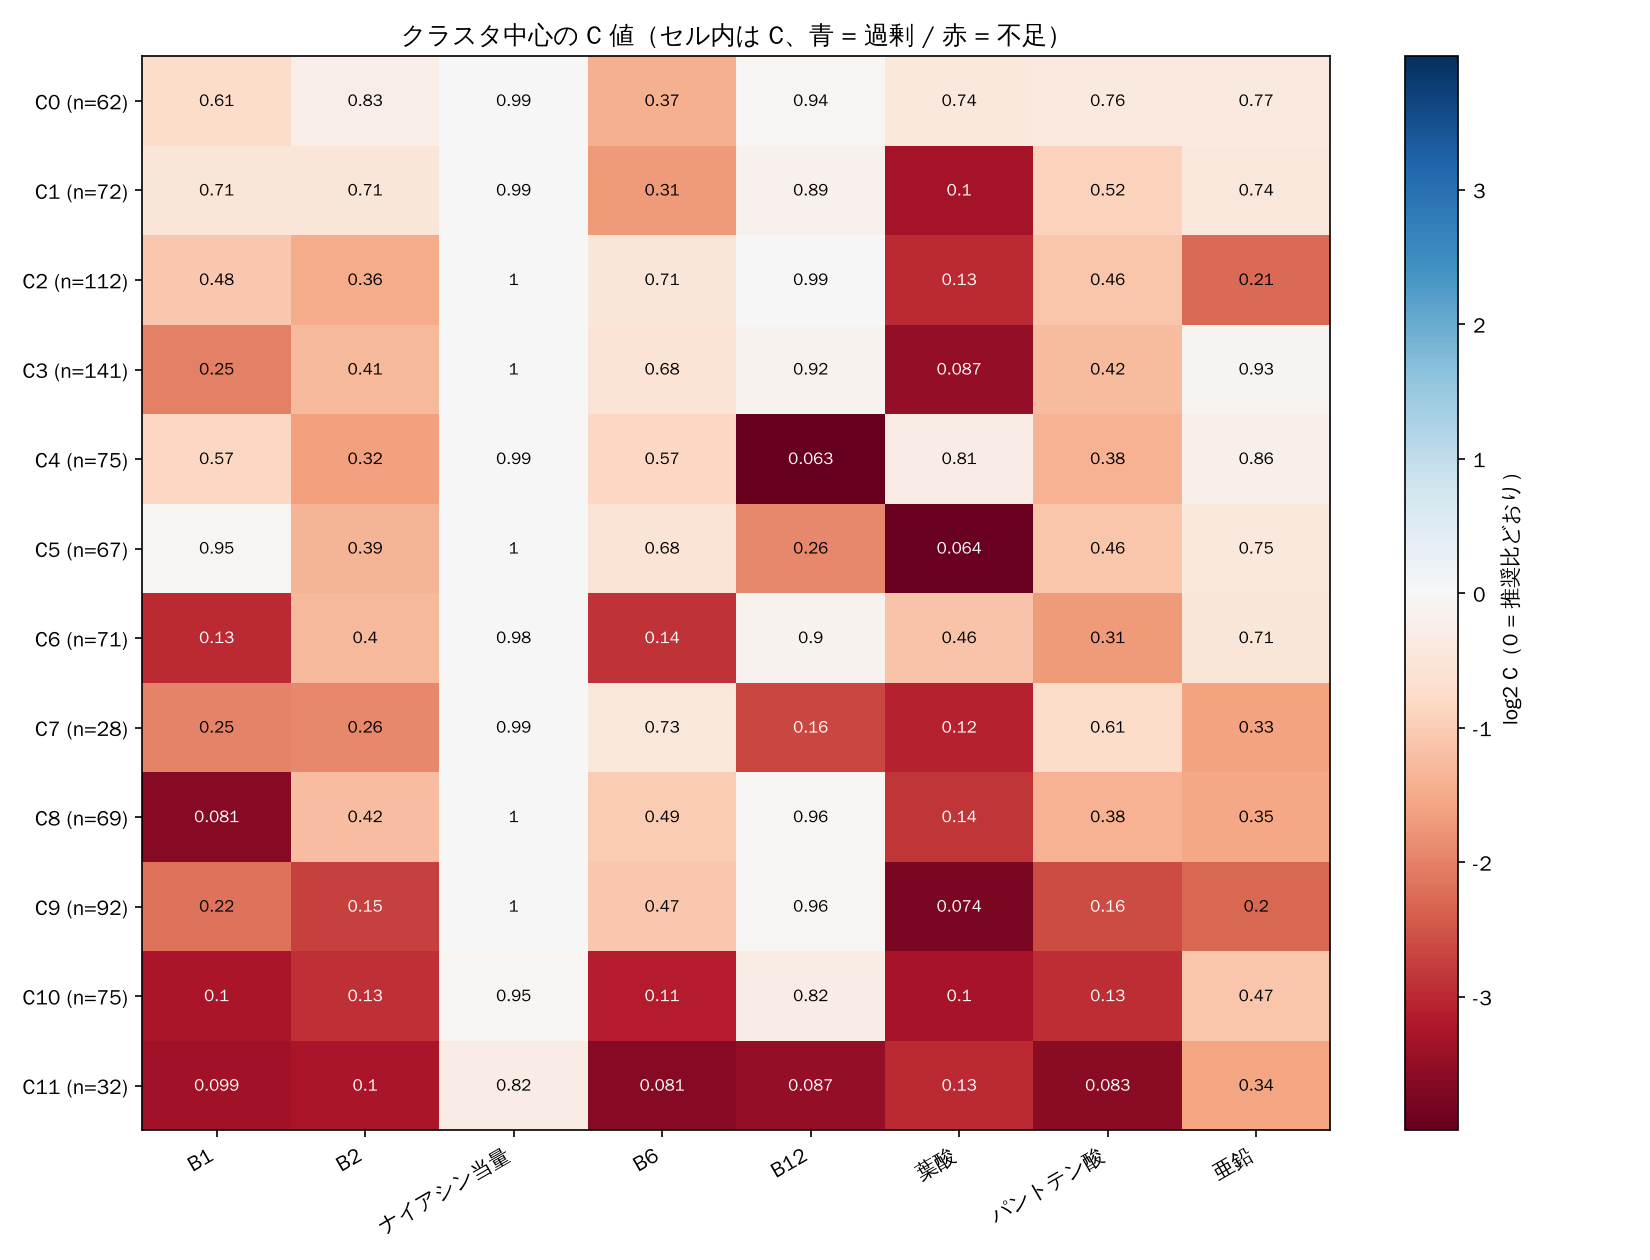 クラスタ中心の C 値（セル内は C、青 = 過剰 / 赤 = 不足）
C0 (n=62) 0.61 0.83 0.99 0.37 0.94 0.74 0.76 0.77
C1 (n=72) 0.71 0.71 0.99 0.31 0.89 0.1 0.52 0.74
C2 (n=112) 0.48 0.36 1 0.71 0.99 0.13 0.46 0.21
C3 (n=141) 0.25 0.41 1 0.68 0.92 0.087 0.42 0.93
C4 (n=75) 0.57 0.32 0.99 0.57 0.063 0.81 0.38 0.86
C5 (n=67) 0.95 0.39 1 0.68 0.26 0.064 0.46 0.75
C6 (n=71) 0.13 0.4 0.98 0.14 0.9 0.46 0.31 0.71
C7 (n=28) 0.25 0.26 0.99 0.73 0.16 0.12 0.61 0.33
C8 (n=69) 0.081 0.42 1 0.49 0.96 0.14 0.38 0.35
C9 (n=92) 0.22 0.15 1 0.47 0.96 0.074 0.16 0.2
C10 (n=75) 0.1 0.13 0.95 0.11 0.82 0.1 0.13 0.47
C11 (n=32) 0.099 0.1 0.82 0.081 0.087 0.13 0.083 0.34
B1 B2 ナイアシン当量 B6 B12 葉酸 パントテン酸 亜鉛
3
2
1
0
-1
-2
-3
log2 C（0 = 推奨比どおり）